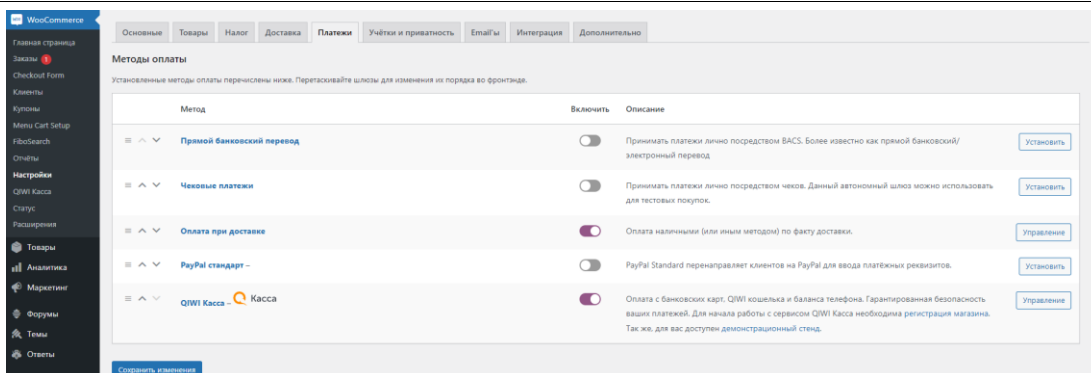 WooCommerce
Главная страница
Заказы 1
Checkout Form
Клиенты
Купоны
Menu Cart Setup
FiboSearch
Отчёты
Настройки
QIWI Касса
Статус
Расширения
Товары
Аналитика
Маркетинг
Форумы
Темы
Ответы
Основные Товары Налог Доставка Платежи Учётки и приватность Email'ы Интеграция Дополнительно
Методы оплаты
Установленные методы оплаты перечислены ниже. Перетаскивайте шлюзы для изменения их порядка во фронтэнде.
Метод Включить Описание
Прямой банковский перевод Принимать платежи лично посредством BACS. Более известно как прямой банковский/ Установить
электронный перевод
Чековые платежи Принимать платежи лично посредством чеков. Данный автономный шлюз можно использовать Установить
для тестовых покупок.
Оплата при доставке Оплата наличными (или иным методом) по факту доставки. Управление
PayPal стандарт – PayPal Standard перенаправляет клиентов на PayPal для ввода платёжных реквизитов. Установить
QIWI Касса – Касса Оплата с банковских карт, QIWI кошелька и баланса телефона. Гарантированная безопасность Управление
ваших платежей. Для начала работы с сервисом QIWI Касса необходима регистрация магазина.
Так же, для вас доступен демонстрационный стенд.
Сохранить изменения